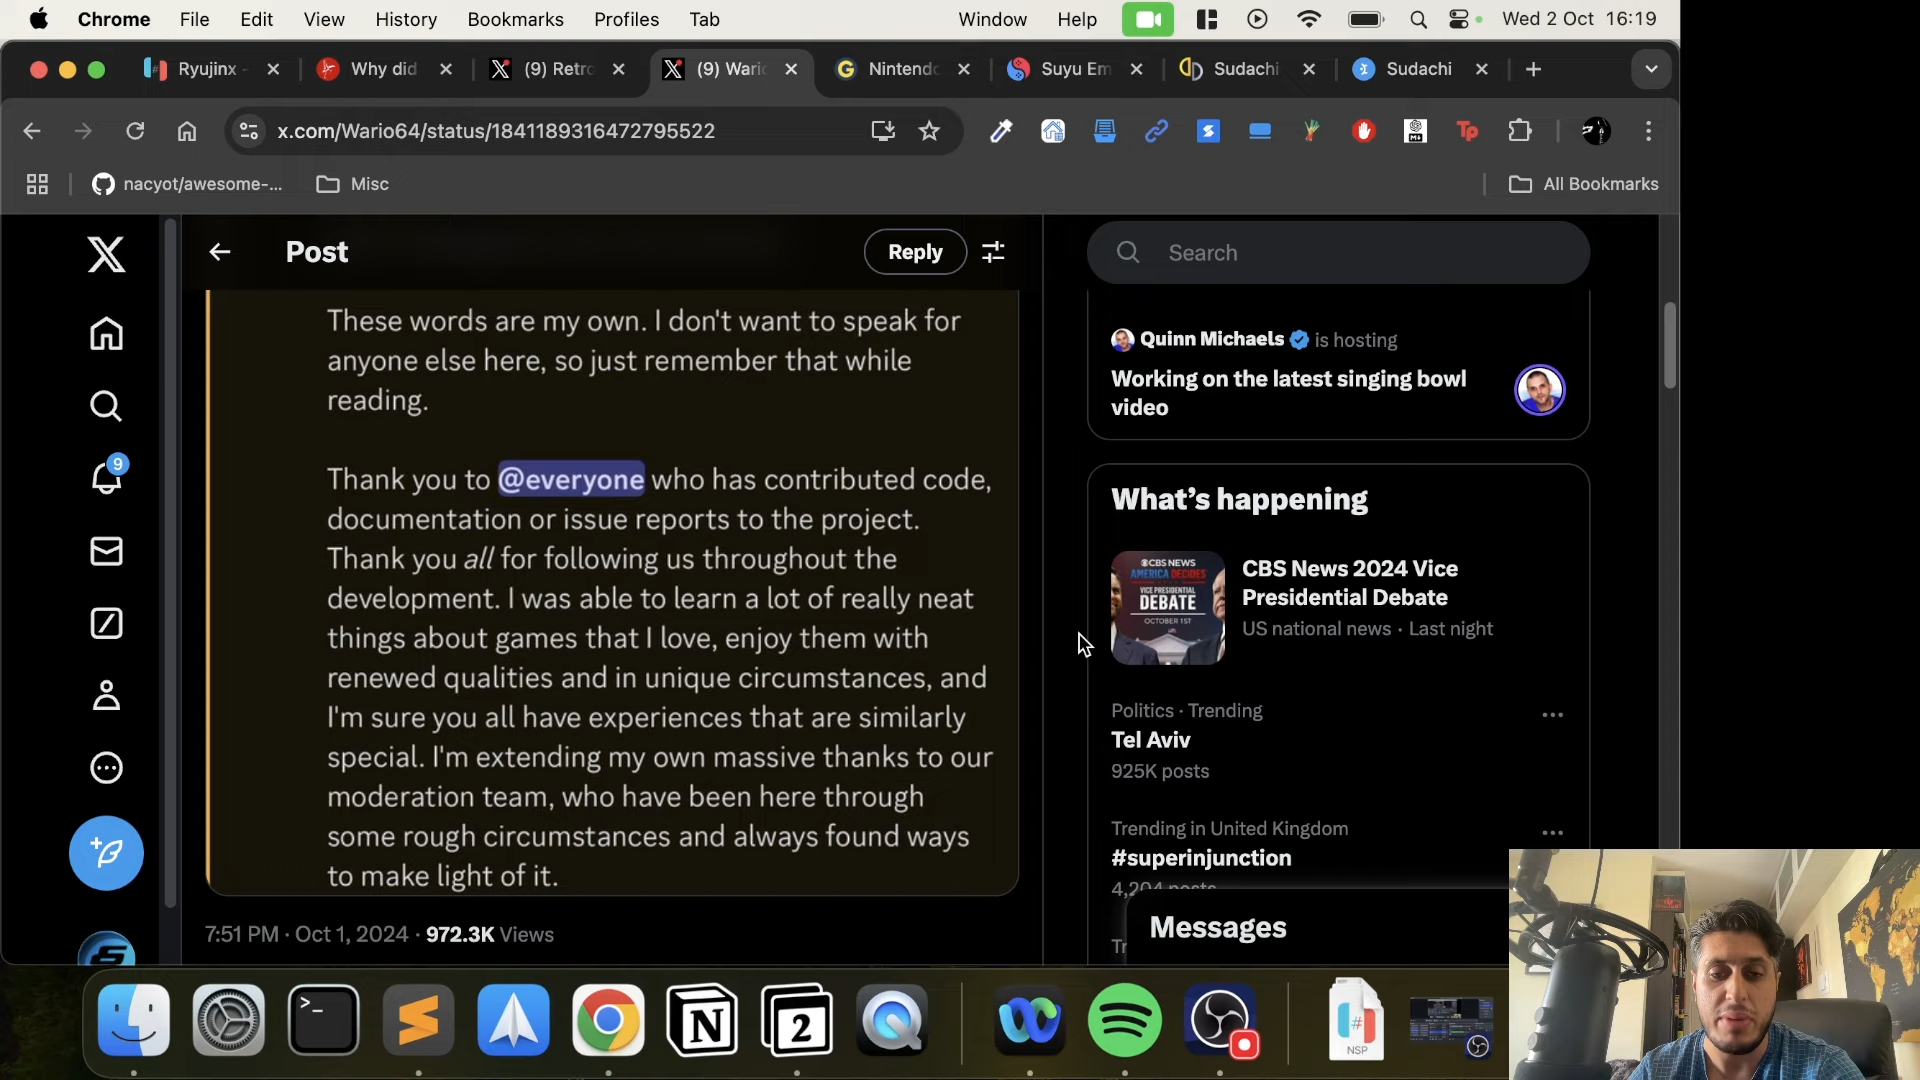 Chrome File Edit View History Bookmarks Profiles Tab Window Help Wed 2 Oct 16:19
Ryujinx - Why did (9) Retro (9) Wario Nintendo Suyu Em Sudachi Sudachi
x.com/Wario64/status/1841189316472795522
nacyot/awesome-... Misc All Bookmarks
Post Reply
These words are my own. I don't want to speak for
anyone else here, so just remember that while
reading.
Thank you to @everyone who has contributed code,
documentation or issue reports to the project.
Thank you all for following us throughout the
development. I was able to learn a lot of really neat
things about games that I love, enjoy them with
renewed qualities and in unique circumstances, and
I'm sure you all have experiences that are similarly
special. I'm extending my own massive thanks to our
moderation team, who have been here through
some rough circumstances and always found ways
to make light of it.
7:51 PM · Oct 1, 2024 · 972.3K Views
9
Search
Quinn Michaels is hosting
Working on the latest singing bowl
video
What's happening
CBS NEWS
AMERICA DECIDES
VICE PRESIDENTIAL
DEBATE
OCTOBER 1ST
CBS News 2024 Vice
Presidential Debate
US national news · Last night
Politics · Trending
Tel Aviv
925K posts
Trending in United Kingdom
#superinjunction
4,204 posts
Tr
Messages
2
NSP